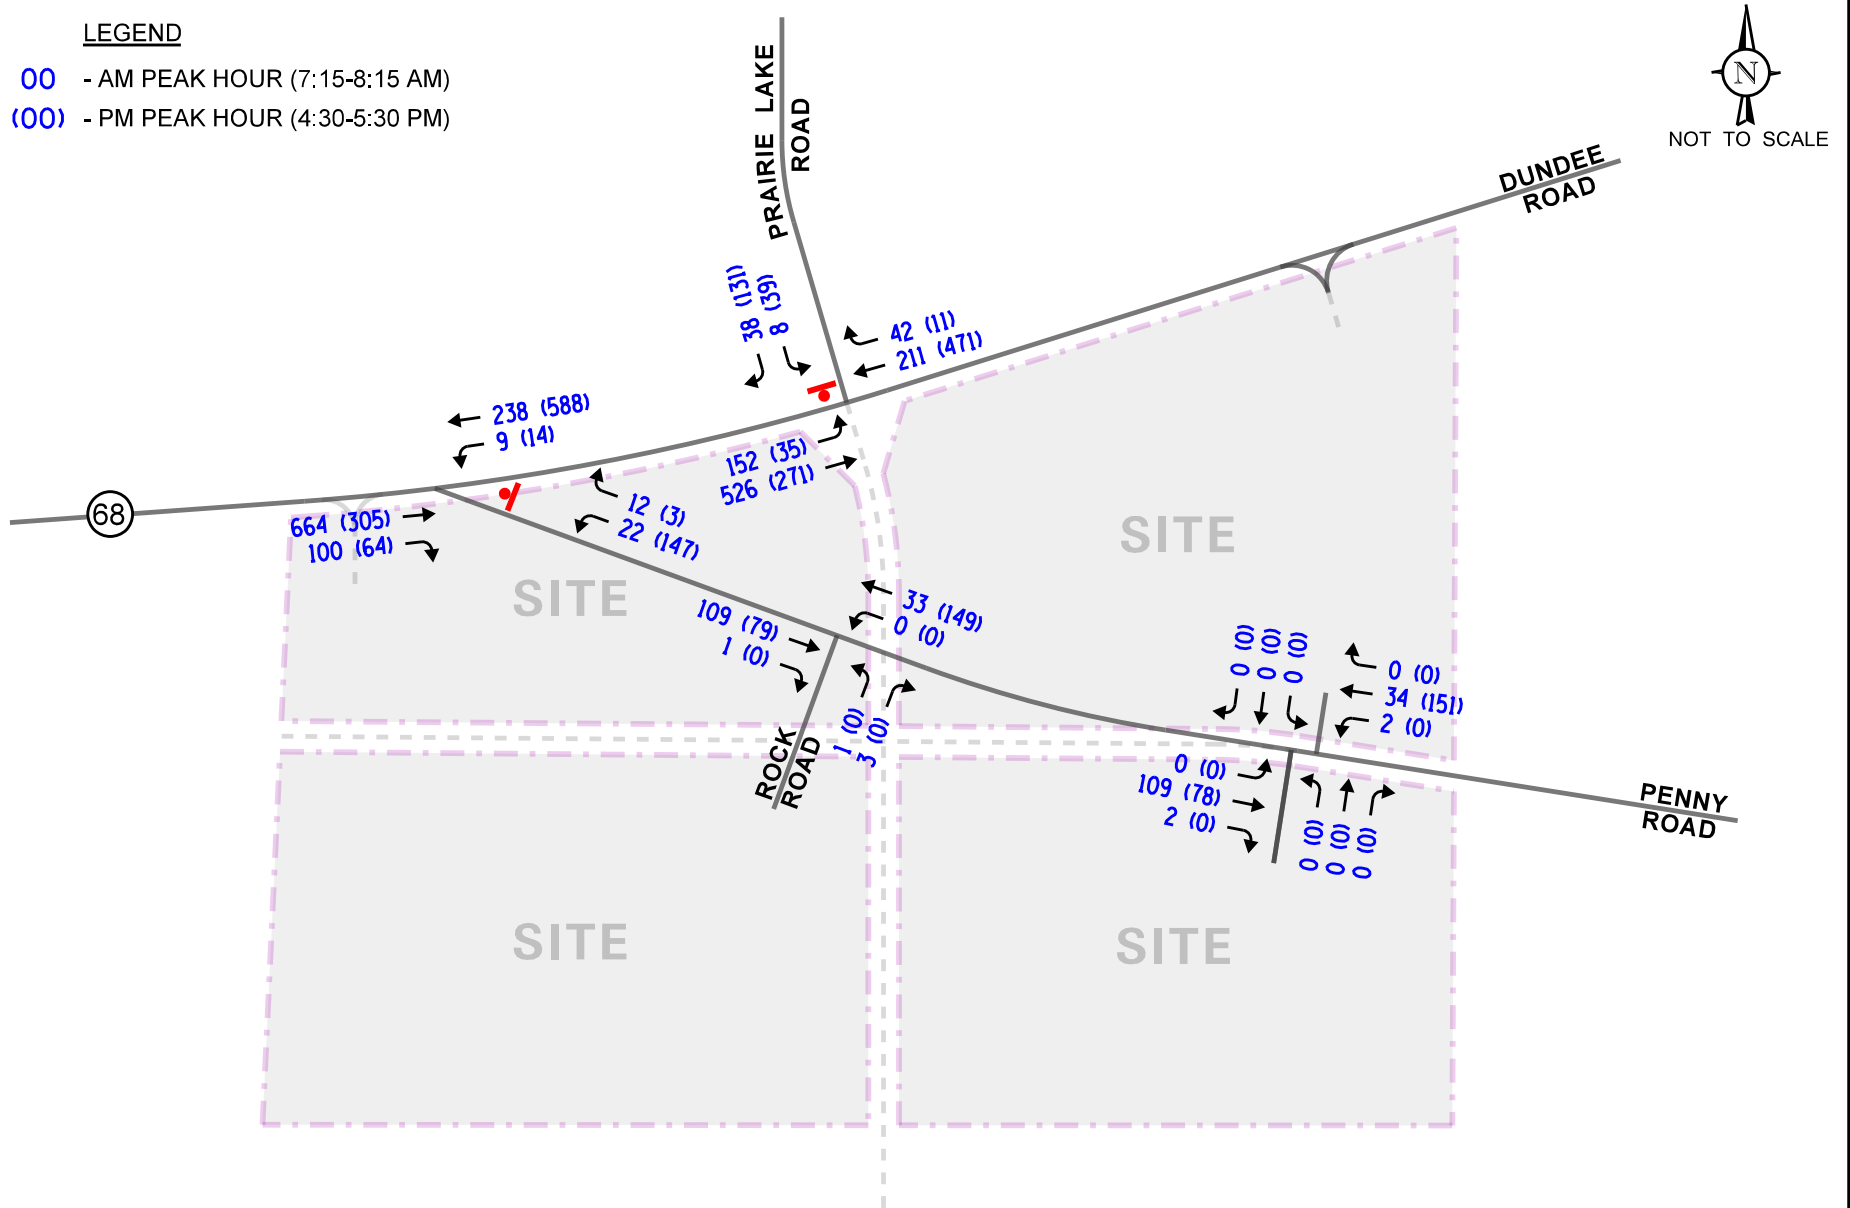 LEGEND
00 - AM PEAK HOUR (7:15-8:15 AM)
(00) - PM PEAK HOUR (4:30-5:30 PM)
N
NOT TO SCALE
PRAIRIE LAKE
ROAD
DUNDEE
ROAD
38 (131)
8 (39)
42 (11)
211 (471)
238 (588)
9 (14)
152 (35)
526 (271)
68
664 (305)
100 (64)
12 (3)
22 (147)
SITE
SITE
109 (79)
1 (0)
33 (149)
0 (0)
1 (0)
3 (0)
ROCK
ROAD
0 (0)
0 (0)
0 (0)
0 (0)
34 (151)
2 (0)
0 (0)
109 (78)
2 (0)
0 (0)
0 (0)
0 (0)
PENNY
ROAD
SITE
SITE